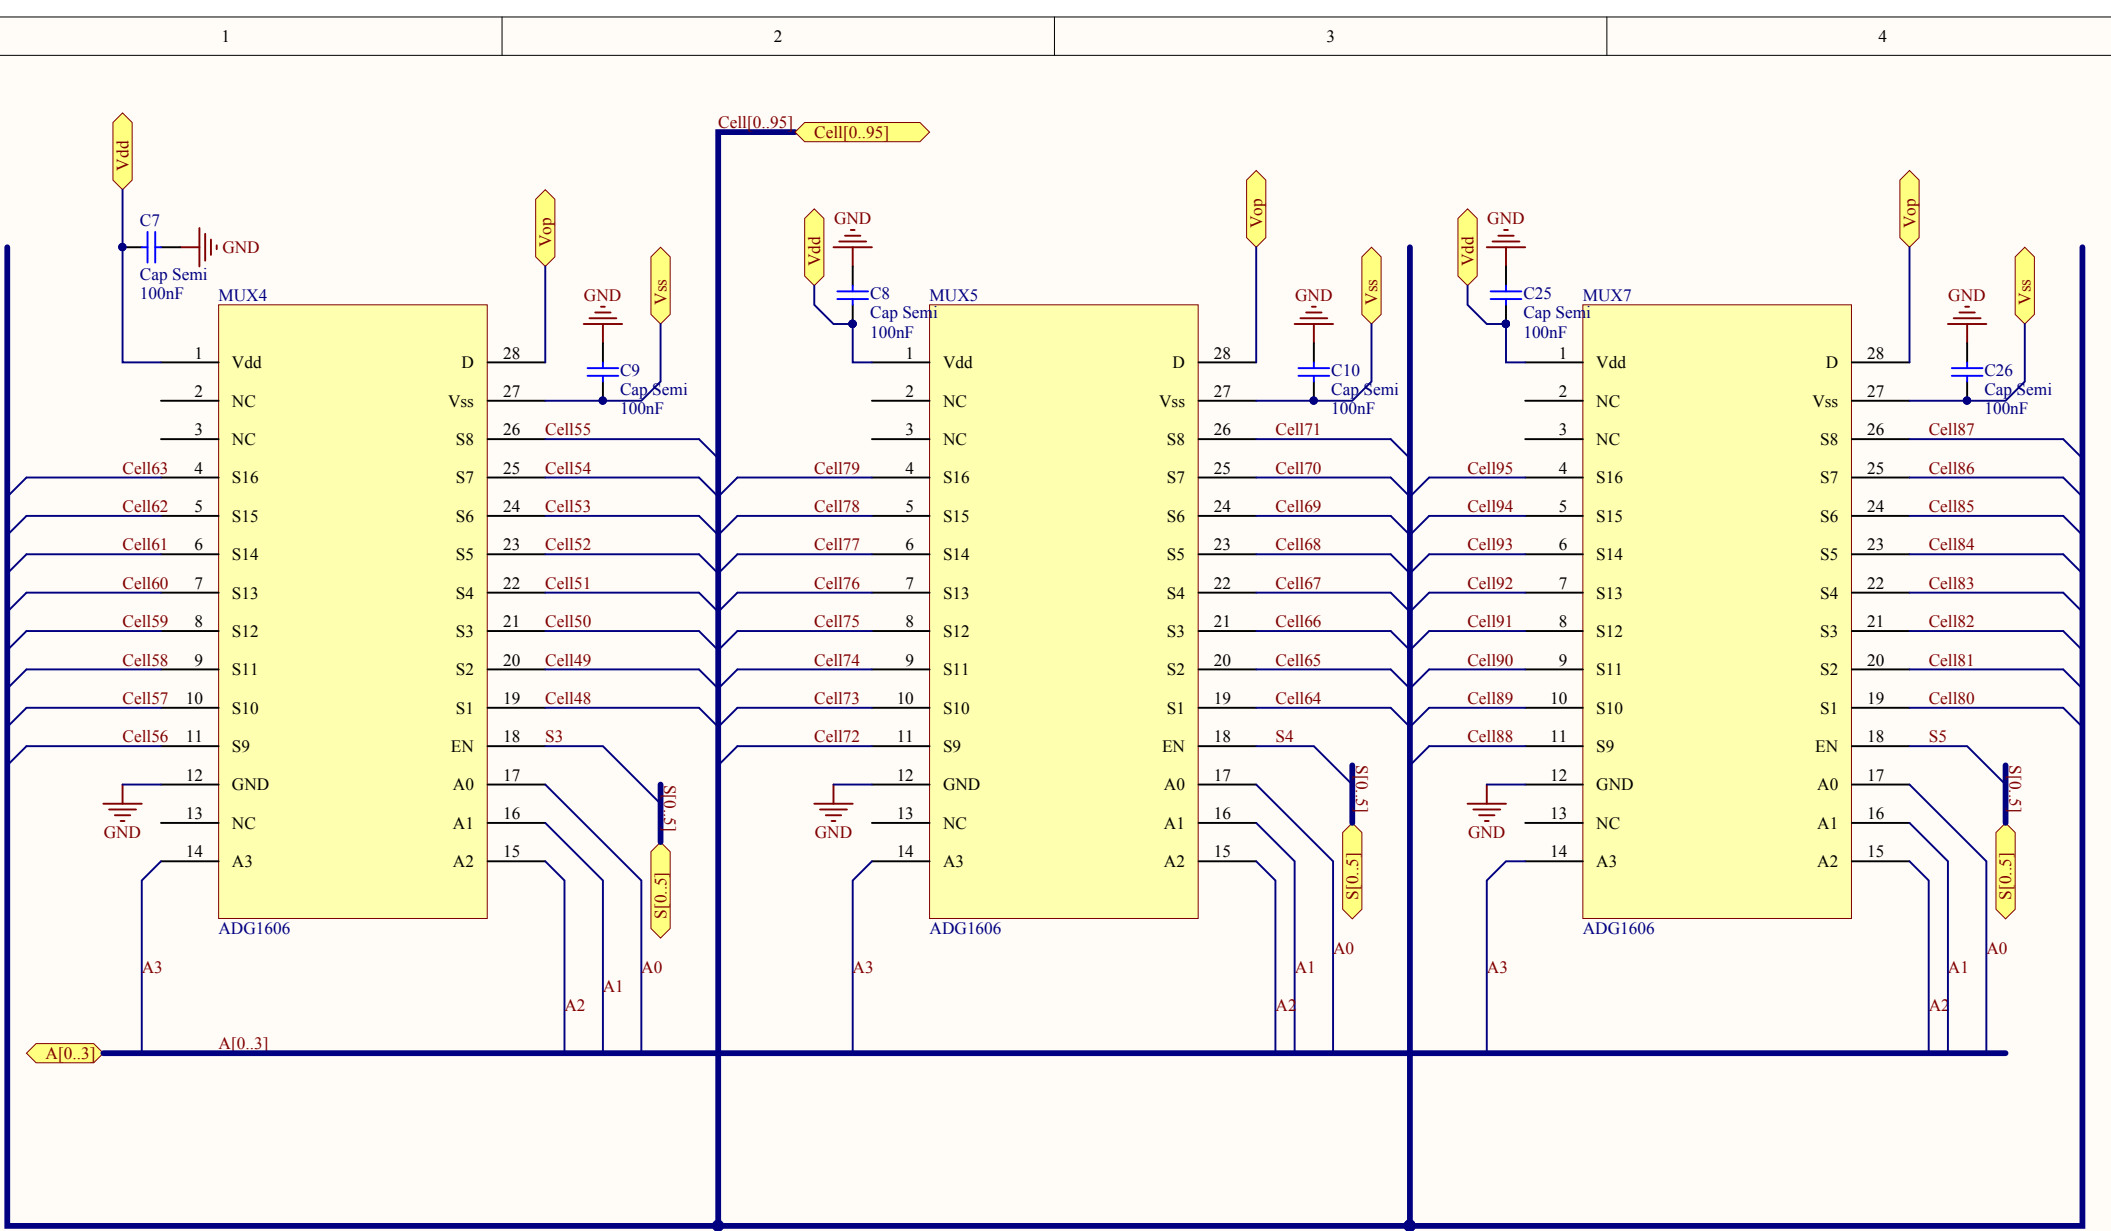 1 2 3 4
Cell[0..95] Cell[0..95]
Vdd
C7
GND
Cap Semi
100nF
MUX4
Vop
Vss
GND
C9
Cap Semi
100nF
1 Vdd D 28
2 NC Vss 27
3 NC S8 26 Cell55
Cell63 4 S16 S7 25 Cell54
Cell62 5 S15 S6 24 Cell53
Cell61 6 S14 S5 23 Cell52
Cell60 7 S13 S4 22 Cell51
Cell59 8 S12 S3 21 Cell50
Cell58 9 S11 S2 20 Cell49
Cell57 10 S10 S1 19 Cell48
Cell56 11 S9 EN 18 S3
12 GND A0 17
GND
13 NC A1 16
14 A3 A2 15
S[0..5]
S[0..5]
ADG1606
A3 A2 A1 A0
Vdd
GND
C8
Cap Semi
100nF
MUX5
Vop
Vss
GND
C10
Cap Semi
100nF
1 Vdd D 28
2 NC Vss 27
3 NC S8 26 Cell71
Cell79 4 S16 S7 25 Cell70
Cell78 5 S15 S6 24 Cell69
Cell77 6 S14 S5 23 Cell68
Cell76 7 S13 S4 22 Cell67
Cell75 8 S12 S3 21 Cell66
Cell74 9 S11 S2 20 Cell65
Cell73 10 S10 S1 19 Cell64
Cell72 11 S9 EN 18 S4
12 GND A0 17
GND
13 NC A1 16
14 A3 A2 15
S[0..5]
S[0..5]
ADG1606
A3 A2 A1 A0
Vdd
GND
C25
Cap Semi
100nF
MUX7
Vop
Vss
GND
C26
Cap Semi
100nF
1 Vdd D 28
2 NC Vss 27
3 NC S8 26 Cell87
Cell95 4 S16 S7 25 Cell86
Cell94 5 S15 S6 24 Cell85
Cell93 6 S14 S5 23 Cell84
Cell92 7 S13 S4 22 Cell83
Cell91 8 S12 S3 21 Cell82
Cell90 9 S11 S2 20 Cell81
Cell89 10 S10 S1 19 Cell80
Cell88 11 S9 EN 18 S5
12 GND A0 17
GND
13 NC A1 16
14 A3 A2 15
S[0..5]
S[0..5]
ADG1606
A3 A2 A1 A0
A[0..3] A[0..3]